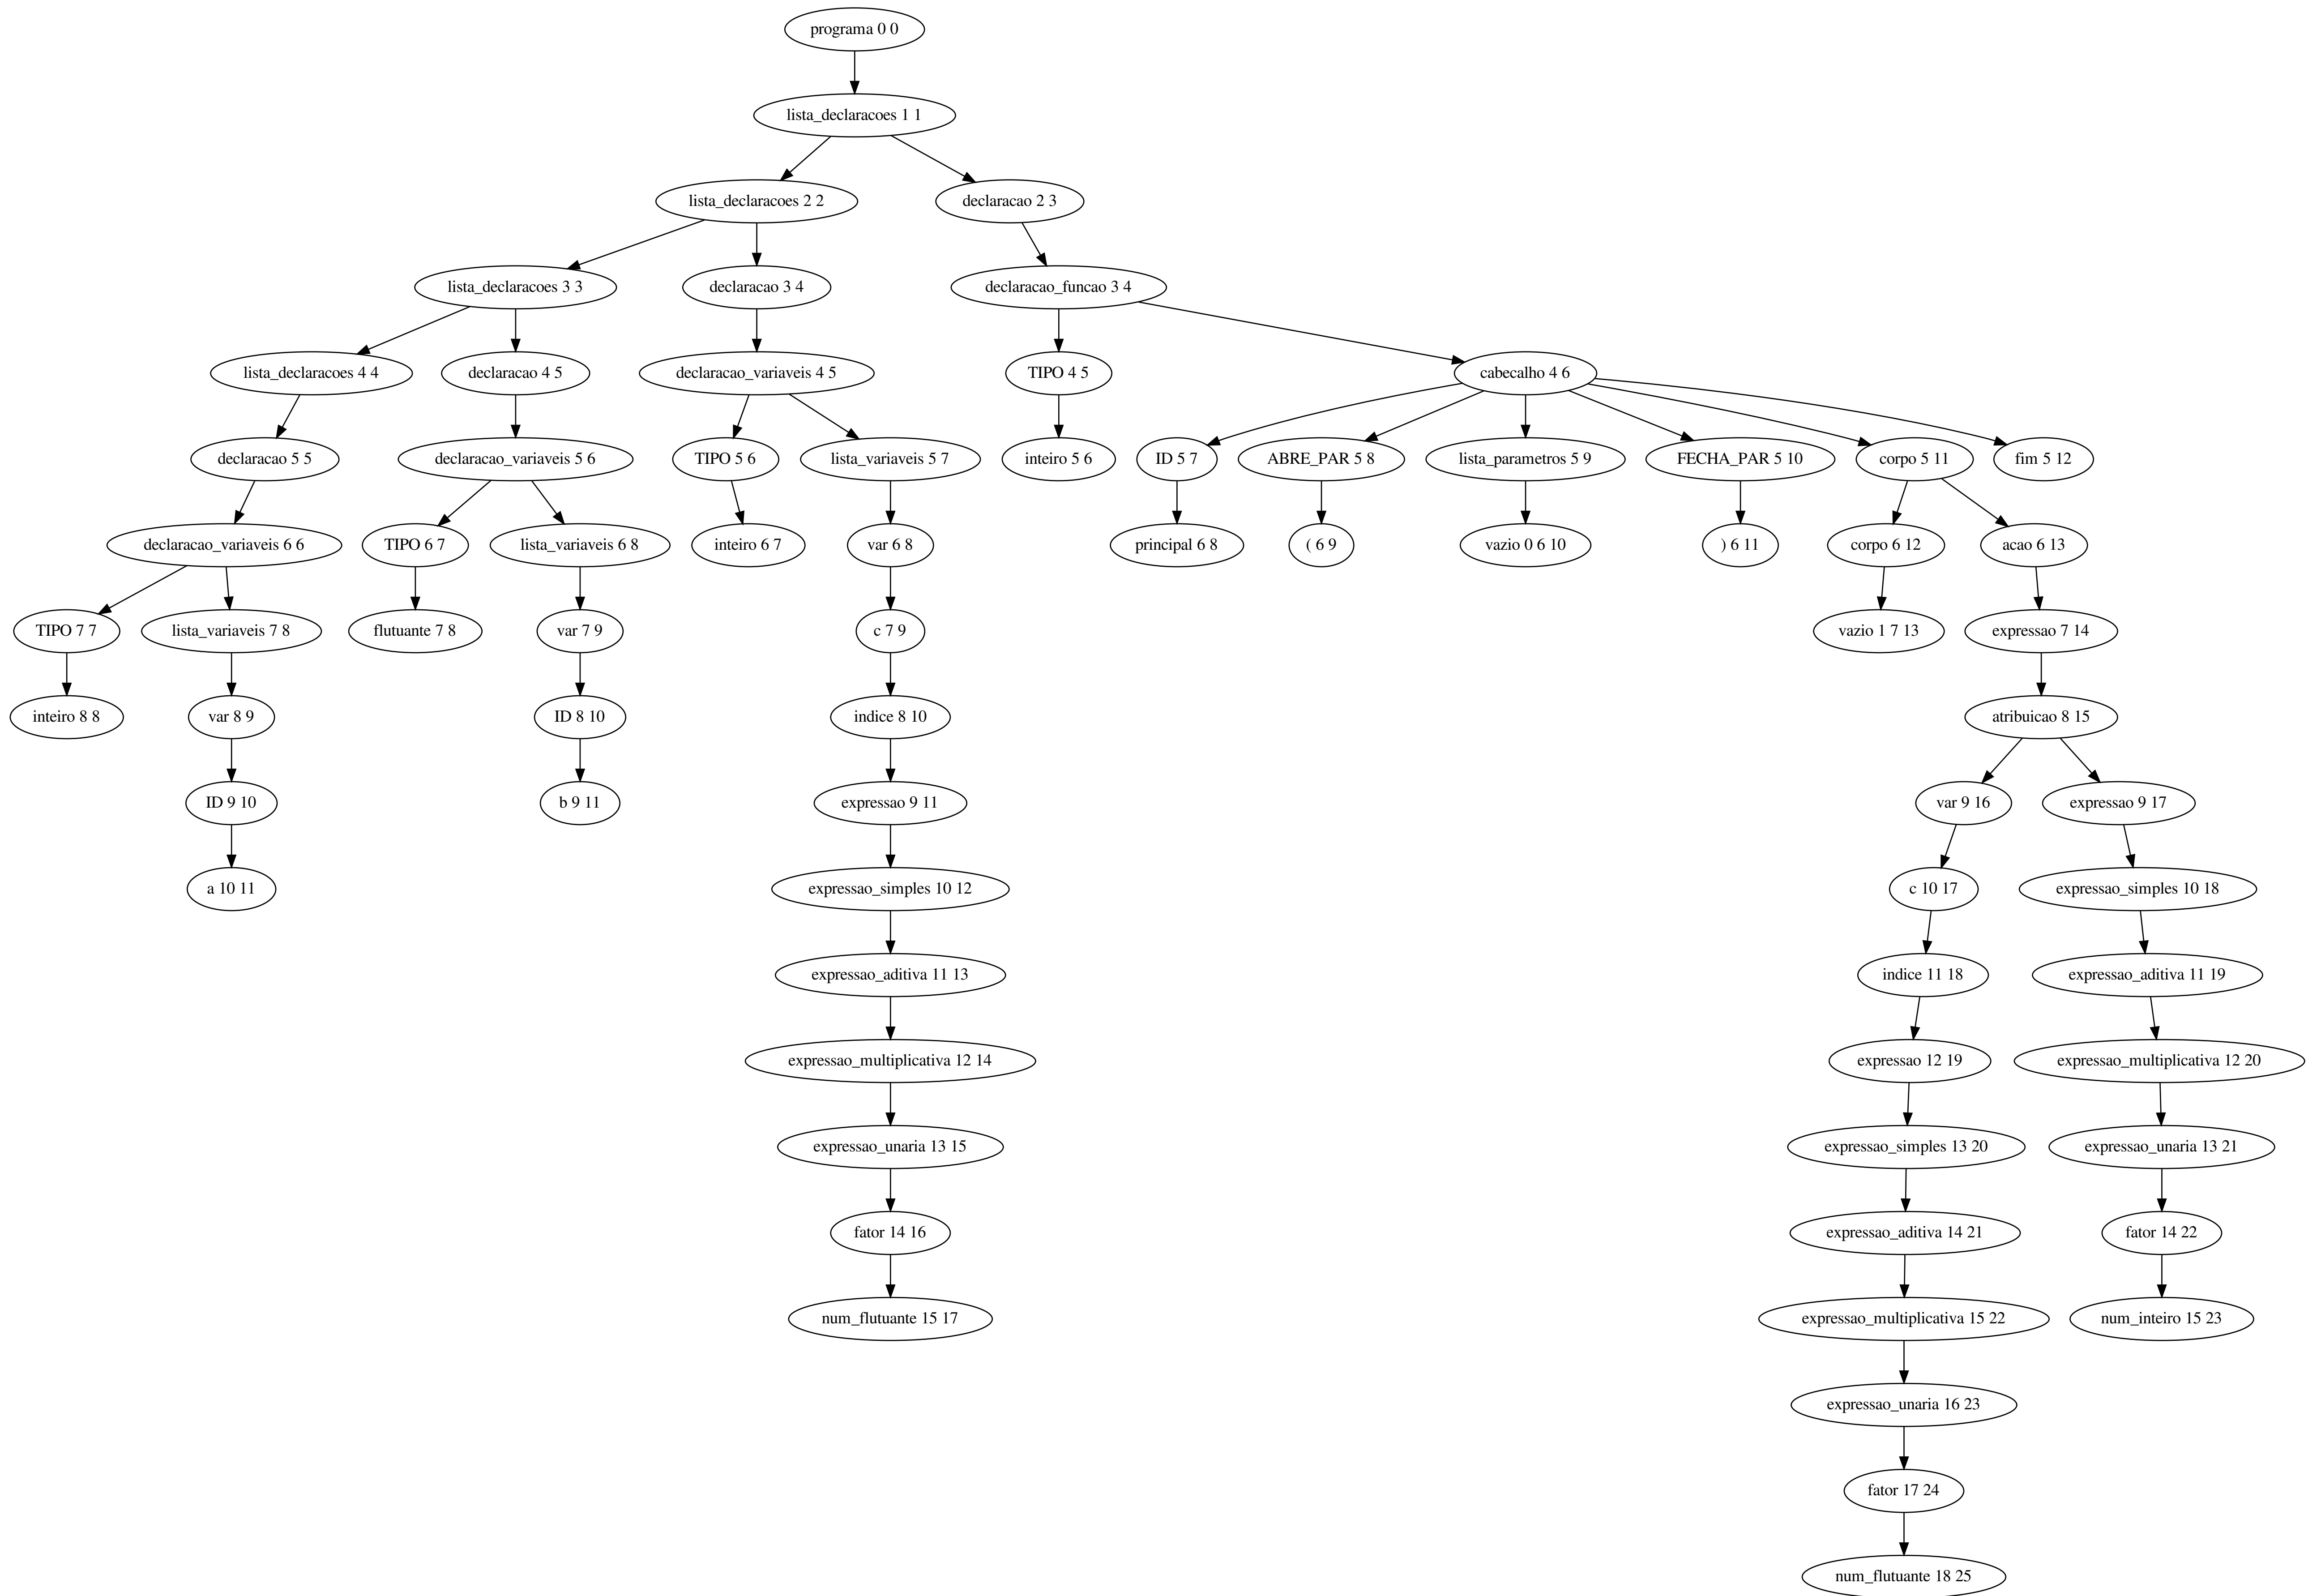 programa 0 0
lista_declaracoes 1 1
lista_declaracoes 2 2
declaracao 2 3
lista_declaracoes 3 3
declaracao 3 4
declaracao_funcao 3 4
lista_declaracoes 4 4
declaracao 4 5
declaracao_variaveis 4 5
TIPO 4 5
cabecalho 4 6
declaracao 5 5
declaracao_variaveis 5 6
TIPO 5 6
lista_variaveis 5 7
inteiro 5 6
ID 5 7
ABRE_PAR 5 8
lista_parametros 5 9
FECHA_PAR 5 10
corpo 5 11
fim 5 12
declaracao_variaveis 6 6
TIPO 6 7
lista_variaveis 6 8
inteiro 6 7
var 6 8
principal 6 8
( 6 9
vazio 0 6 10
) 6 11
corpo 6 12
acao 6 13
TIPO 7 7
lista_variaveis 7 8
flutuante 7 8
var 7 9
c 7 9
vazio 1 7 13
expressao 7 14
inteiro 8 8
var 8 9
ID 8 10
indice 8 10
atribuicao 8 15
ID 9 10
b 9 11
expressao 9 11
var 9 16
expressao 9 17
a 10 11
expressao_simples 10 12
c 10 17
expressao_simples 10 18
expressao_aditiva 11 13
indice 11 18
expressao_aditiva 11 19
expressao_multiplicativa 12 14
expressao 12 19
expressao_multiplicativa 12 20
expressao_unaria 13 15
expressao_simples 13 20
expressao_unaria 13 21
fator 14 16
expressao_aditiva 14 21
fator 14 22
num_flutuante 15 17
expressao_multiplicativa 15 22
num_inteiro 15 23
expressao_unaria 16 23
fator 17 24
num_flutuante 18 25